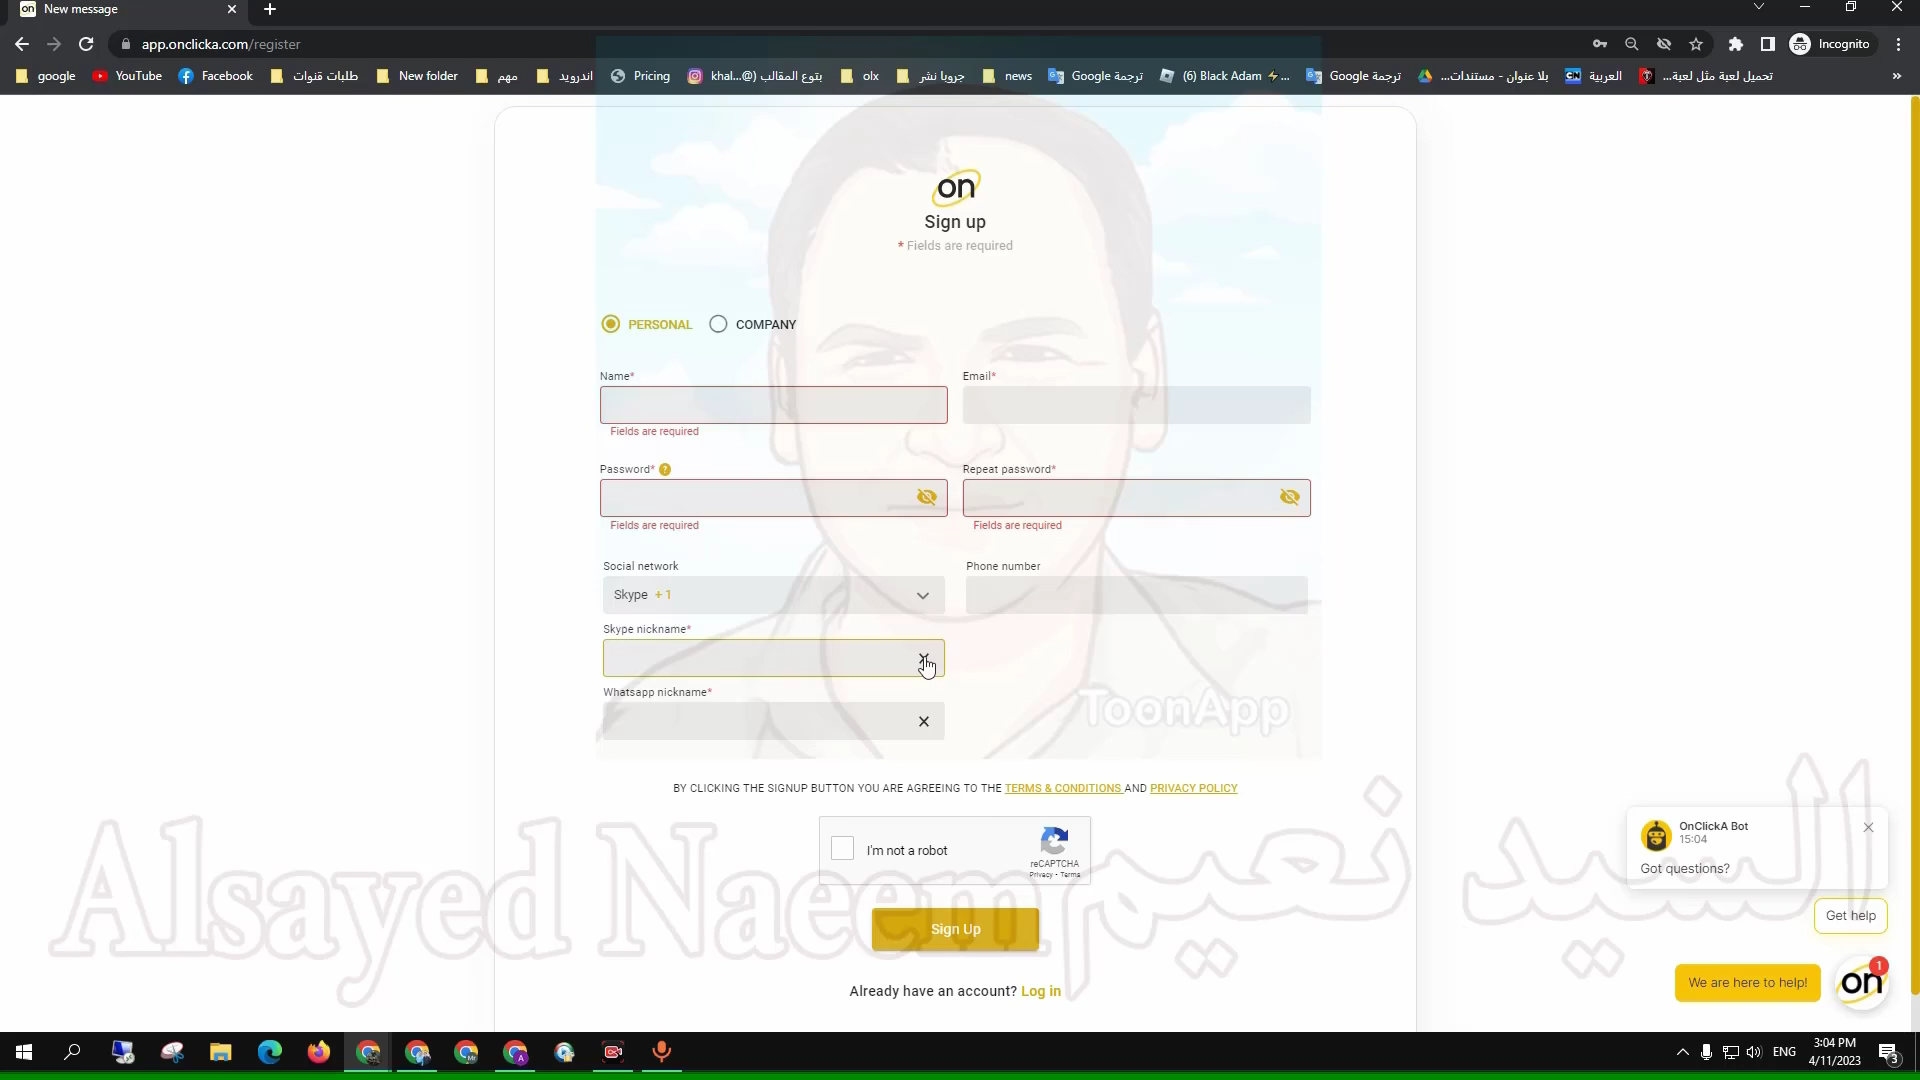 on New message
app.onclicka.com/register
Incognito
google YouTube Facebook طلبات قنوات New folder مهم اندرويد Pricing khal...@) بتوع المقالب olx جروبا نشر news ترجمة Google (6) Black Adam ⚡... ترجمة Google بلا عنوان - مستندات... العربية تحميل لعبة مثل لعبة... »
on
Sign up
* Fields are required
PERSONAL COMPANY
Name* Email*
Fields are required
Password* ? Repeat password*
Fields are required Fields are required
Social network Phone number
Skype + 1
Skype nickname*
Whatsapp nickname*
ToonApp
BY CLICKING THE SIGNUP BUTTON YOU ARE AGREEING TO THE TERMS & CONDITIONS AND PRIVACY POLICY
I'm not a robot
reCAPTCHA
Privacy - Terms
OnClickA Bot
15:04
Got questions?
Alsayed Naeem السيد نعيم
Get help
Sign Up
We are here to help!
on 1
Already have an account? Log in
ENG
3:04 PM
4/11/2023
3